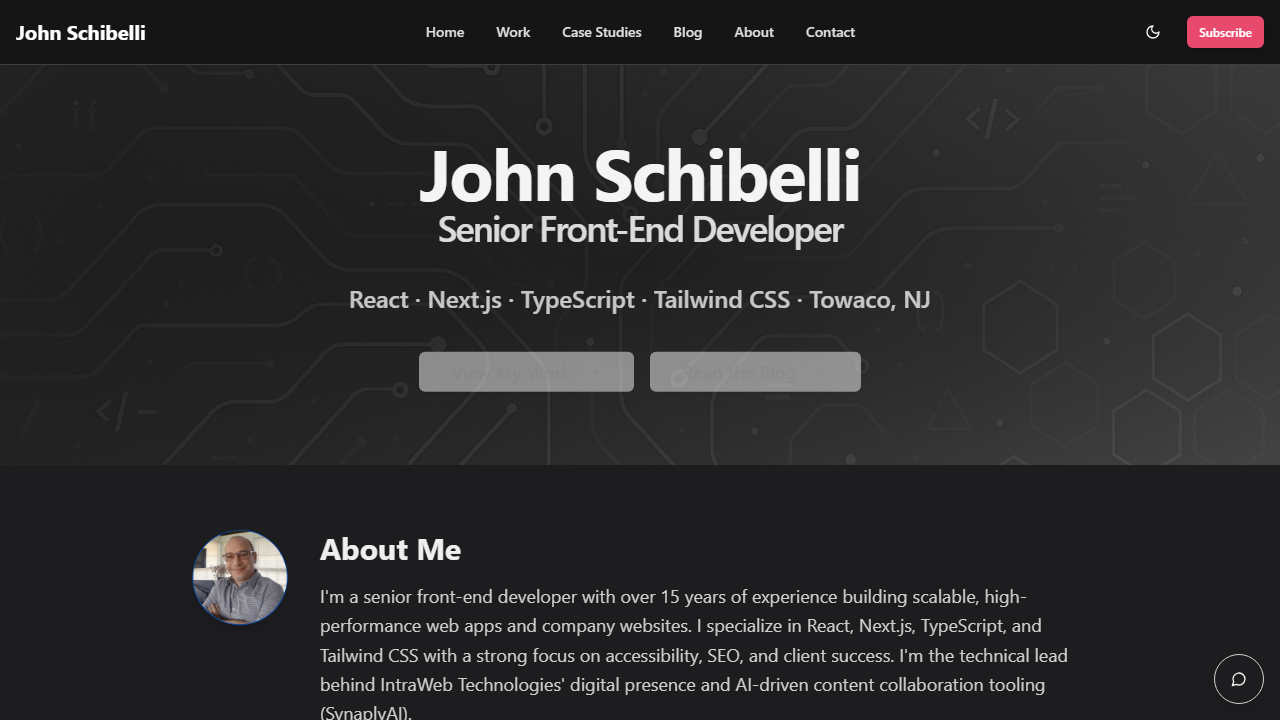 John Schibelli
Home Work Case Studies Blog About Contact
Subscribe
John Schibelli
Senior Front-End Developer
React · Next.js · TypeScript · Tailwind CSS · Towaco, NJ
View My Work → Read the Blog →
About Me
I'm a senior front-end developer with over 15 years of experience building scalable, high-
performance web apps and company websites. I specialize in React, Next.js, TypeScript, and
Tailwind CSS with a strong focus on accessibility, SEO, and client success. I'm the technical lead
behind IntraWeb Technologies' digital presence and AI-driven content collaboration tooling
(SynaplyAI).